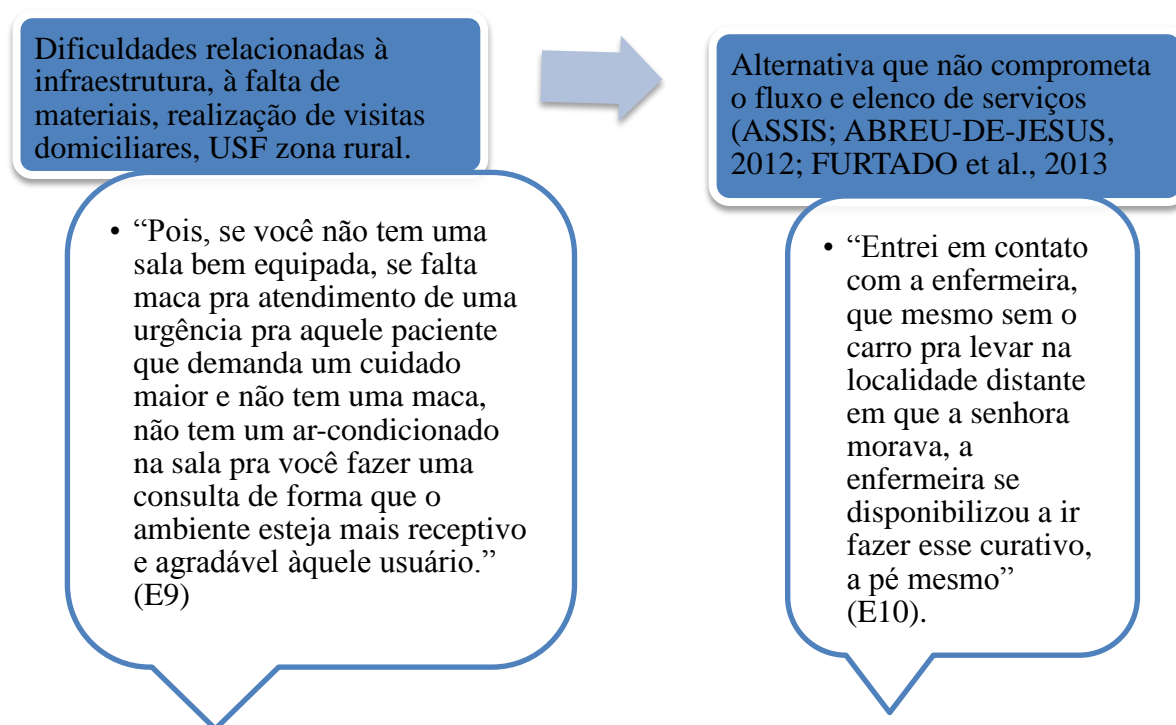 Dificuldades relacionadas à
infraestrutura, à falta de
materiais, realização de visitas
domiciliares, USF zona rural.
• “Pois, se você não tem uma
sala bem equipada, se falta
maca pra atendimento de uma
urgência pra aquele paciente
que demanda um cuidado
maior e não tem uma maca,
não tem um ar-condicionado
na sala pra você fazer uma
consulta de forma que o
ambiente esteja mais receptivo
e agradável àquele usuário.”
(E9)
Alternativa que não comprometa
o fluxo e elenco de serviços
(ASSIS; ABREU-DE-JESUS,
2012; FURTADO et al., 2013
• “Entrei em contato
com a enfermeira,
que mesmo sem o
carro pra levar na
localidade distante
em que a senhora
morava, a
enfermeira se
disponibilizou a ir
fazer esse curativo,
a pé mesmo”
(E10).